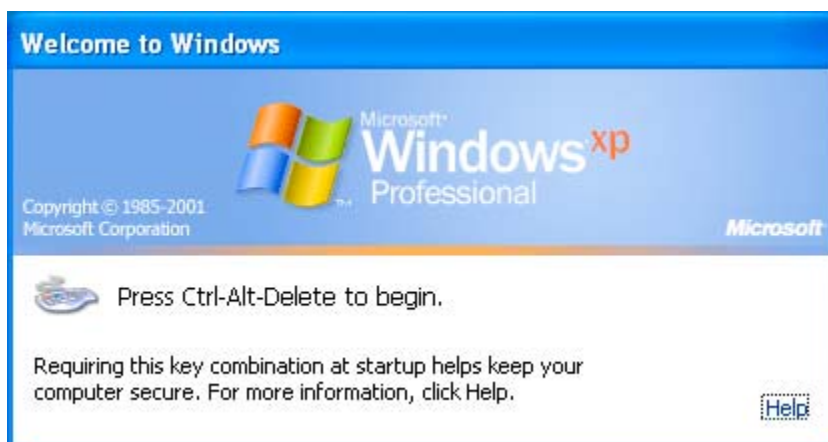 Welcome to Windows
Microsoft®
Windows xp
Professional
Copyright © 1985-2001
Microsoft Corporation
Microsoft
Press Ctrl-Alt-Delete to begin.
Requiring this key combination at startup helps keep your
computer secure. For more information, click Help.
Help